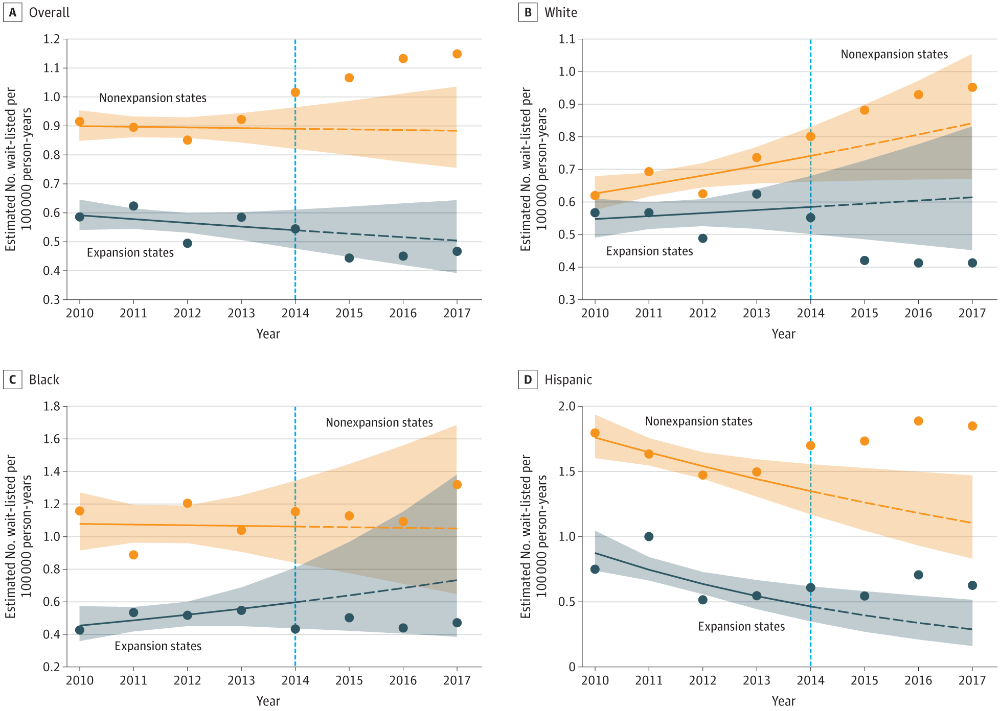 A Overall
Estimated No. wait-listed per
100 000 person-years
1.2
1.1
1.0
0.9
0.8
0.7
0.6
0.5
0.4
0.3
Nonexpansion states
Expansion states
2010 2011 2012 2013 2014 2015 2016 2017
Year
B White
Estimated No. wait-listed per
100 000 person-years
1.1
1.0
0.9
0.8
0.7
0.6
0.5
0.4
0.3
Nonexpansion states
Expansion states
2010 2011 2012 2013 2014 2015 2016 2017
Year
C Black
Estimated No. wait-listed per
100 000 person-years
1.8
1.6
1.4
1.2
1.0
0.8
0.6
0.4
0.2
Nonexpansion states
Expansion states
2010 2011 2012 2013 2014 2015 2016 2017
Year
D Hispanic
Estimated No. wait-listed per
100 000 person-years
2.0
1.5
1.0
0.5
0
Nonexpansion states
Expansion states
2010 2011 2012 2013 2014 2015 2016 2017
Year